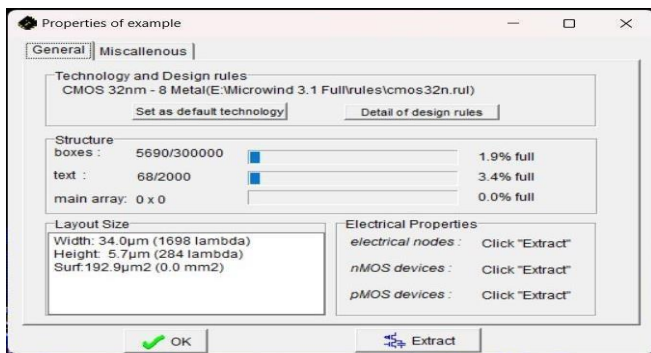 Properties of example
General Miscallenous
Technology and Design rules
CMOS 32nm - 8 Metal(E:\Microwind 3.1 Full\rules\cmos32n.rul)
Set as default technology Detail of design rules
Structure
boxes : 5690/300000 1.9% full
text : 68/2000 3.4% full
main array: 0 x 0 0.0% full
Layout Size
Width: 34.0µm (1698 lambda)
Height: 5.7µm (284 lambda)
Surf:192.9µm2 (0.0 mm2)
Electrical Properties
electrical nodes : Click "Extract"
nMOS devices : Click "Extract"
pMOS devices : Click "Extract"
OK Extract